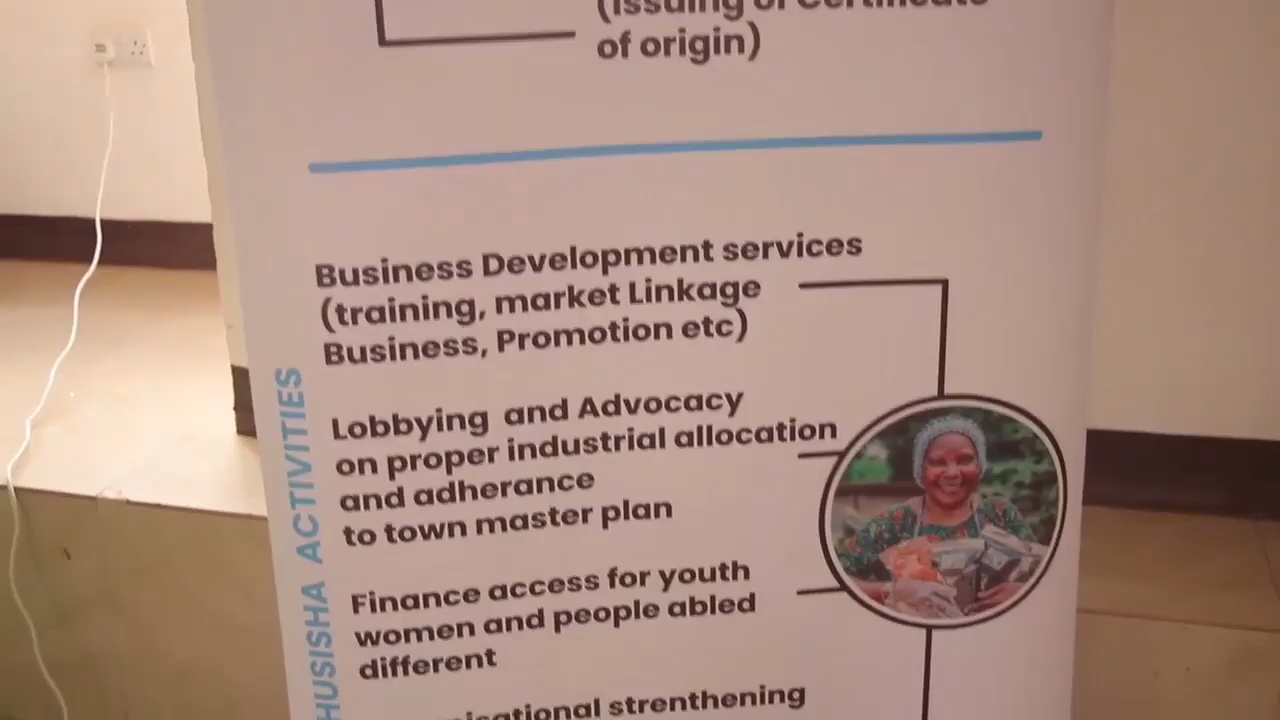 (Issuing of Certificate
of origin)
Business Development services
(training, market Linkage
Business, Promotion etc)
Lobbying and Advocacy
on proper industrial allocation
and adherance
to town master plan
Finance access for youth
women and people abled
different
strenthening
HUSISHA ACTIVITIES